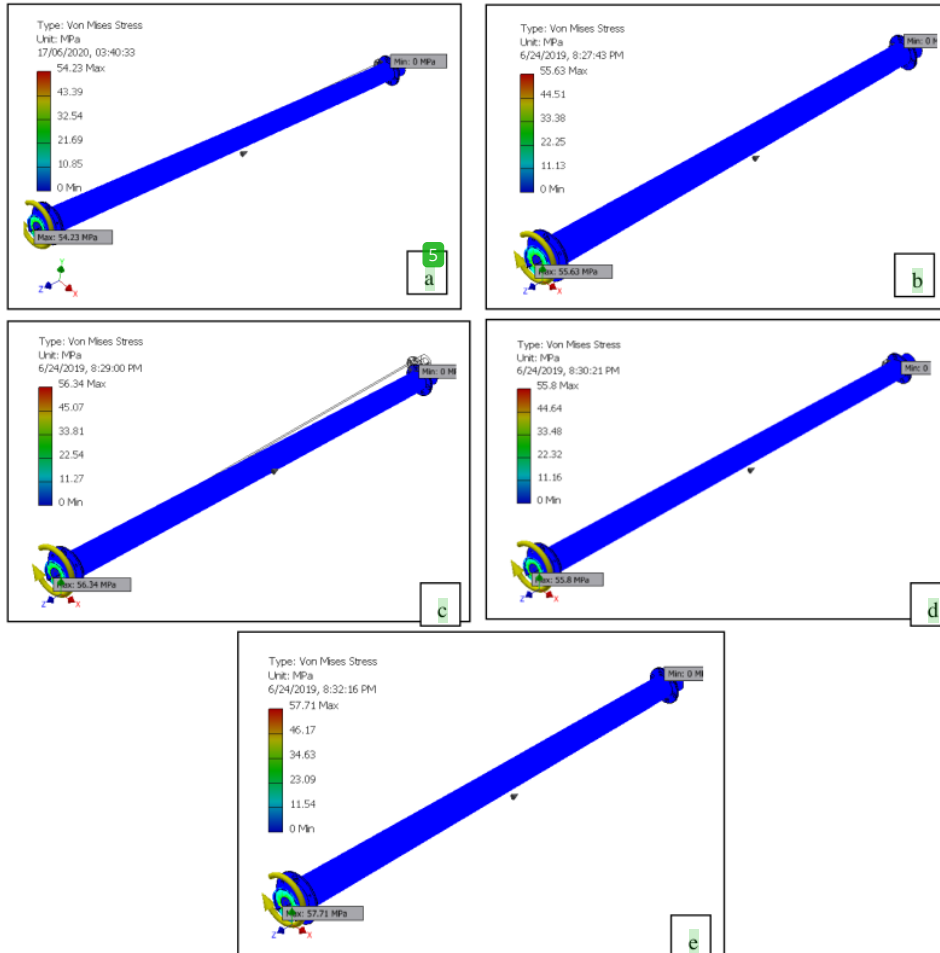 Type: Von Mises Stress
Unit: MPa
17/06/2020, 03:40:33
54.23 Max
43.39
32.54
21.69
10.85
0 Min
Min: 0 MPa
Max: 54.23 MPa
Y
Z
X
5
a
Type: Von Mises Stress
Unit: MPa
6/24/2019, 8:27:43 PM
55.63 Max
44.51
33.38
22.25
11.13
0 Min
Min: 0 M
Max: 55.63 MPa
Z
X
b
Type: Von Mises Stress
Unit: MPa
6/24/2019, 8:29:00 PM
56.34 Max
45.07
33.81
22.54
11.27
0 Min
Min: 0 M
Max: 56.34 MPa
Z
X
c
Type: Von Mises Stress
Unit: MPa
6/24/2019, 8:30:21 PM
55.8 Max
44.64
33.48
22.32
11.16
0 Min
Min: 0
Max: 55.8 MPa
Z
X
d
Type: Von Mises Stress
Unit: MPa
6/24/2019, 8:32:16 PM
57.71 Max
46.17
34.63
23.09
11.54
0 Min
Min: 0 M
Max: 57.71 MPa
Z
X
e